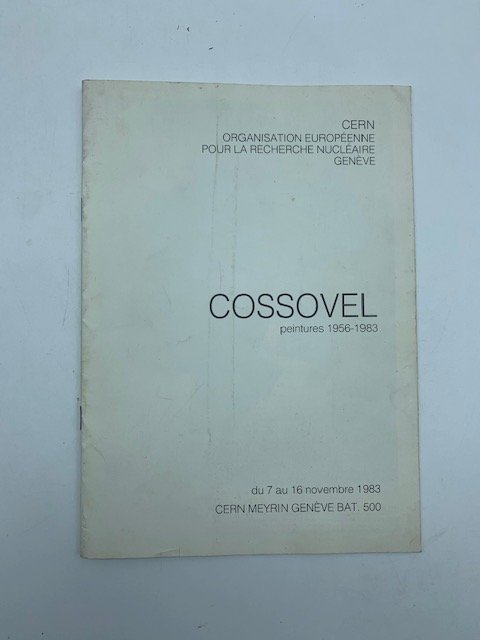 CERN
ORGANISATION EUROPÉENNE
POUR LA RECHERCHE NUCLÉAIRE
GENÈVE
COSSOVEL
peintures 1956-1983
du 7 au 16 novembre 1983
CERN MEYRIN GENÈVE BAT. 500